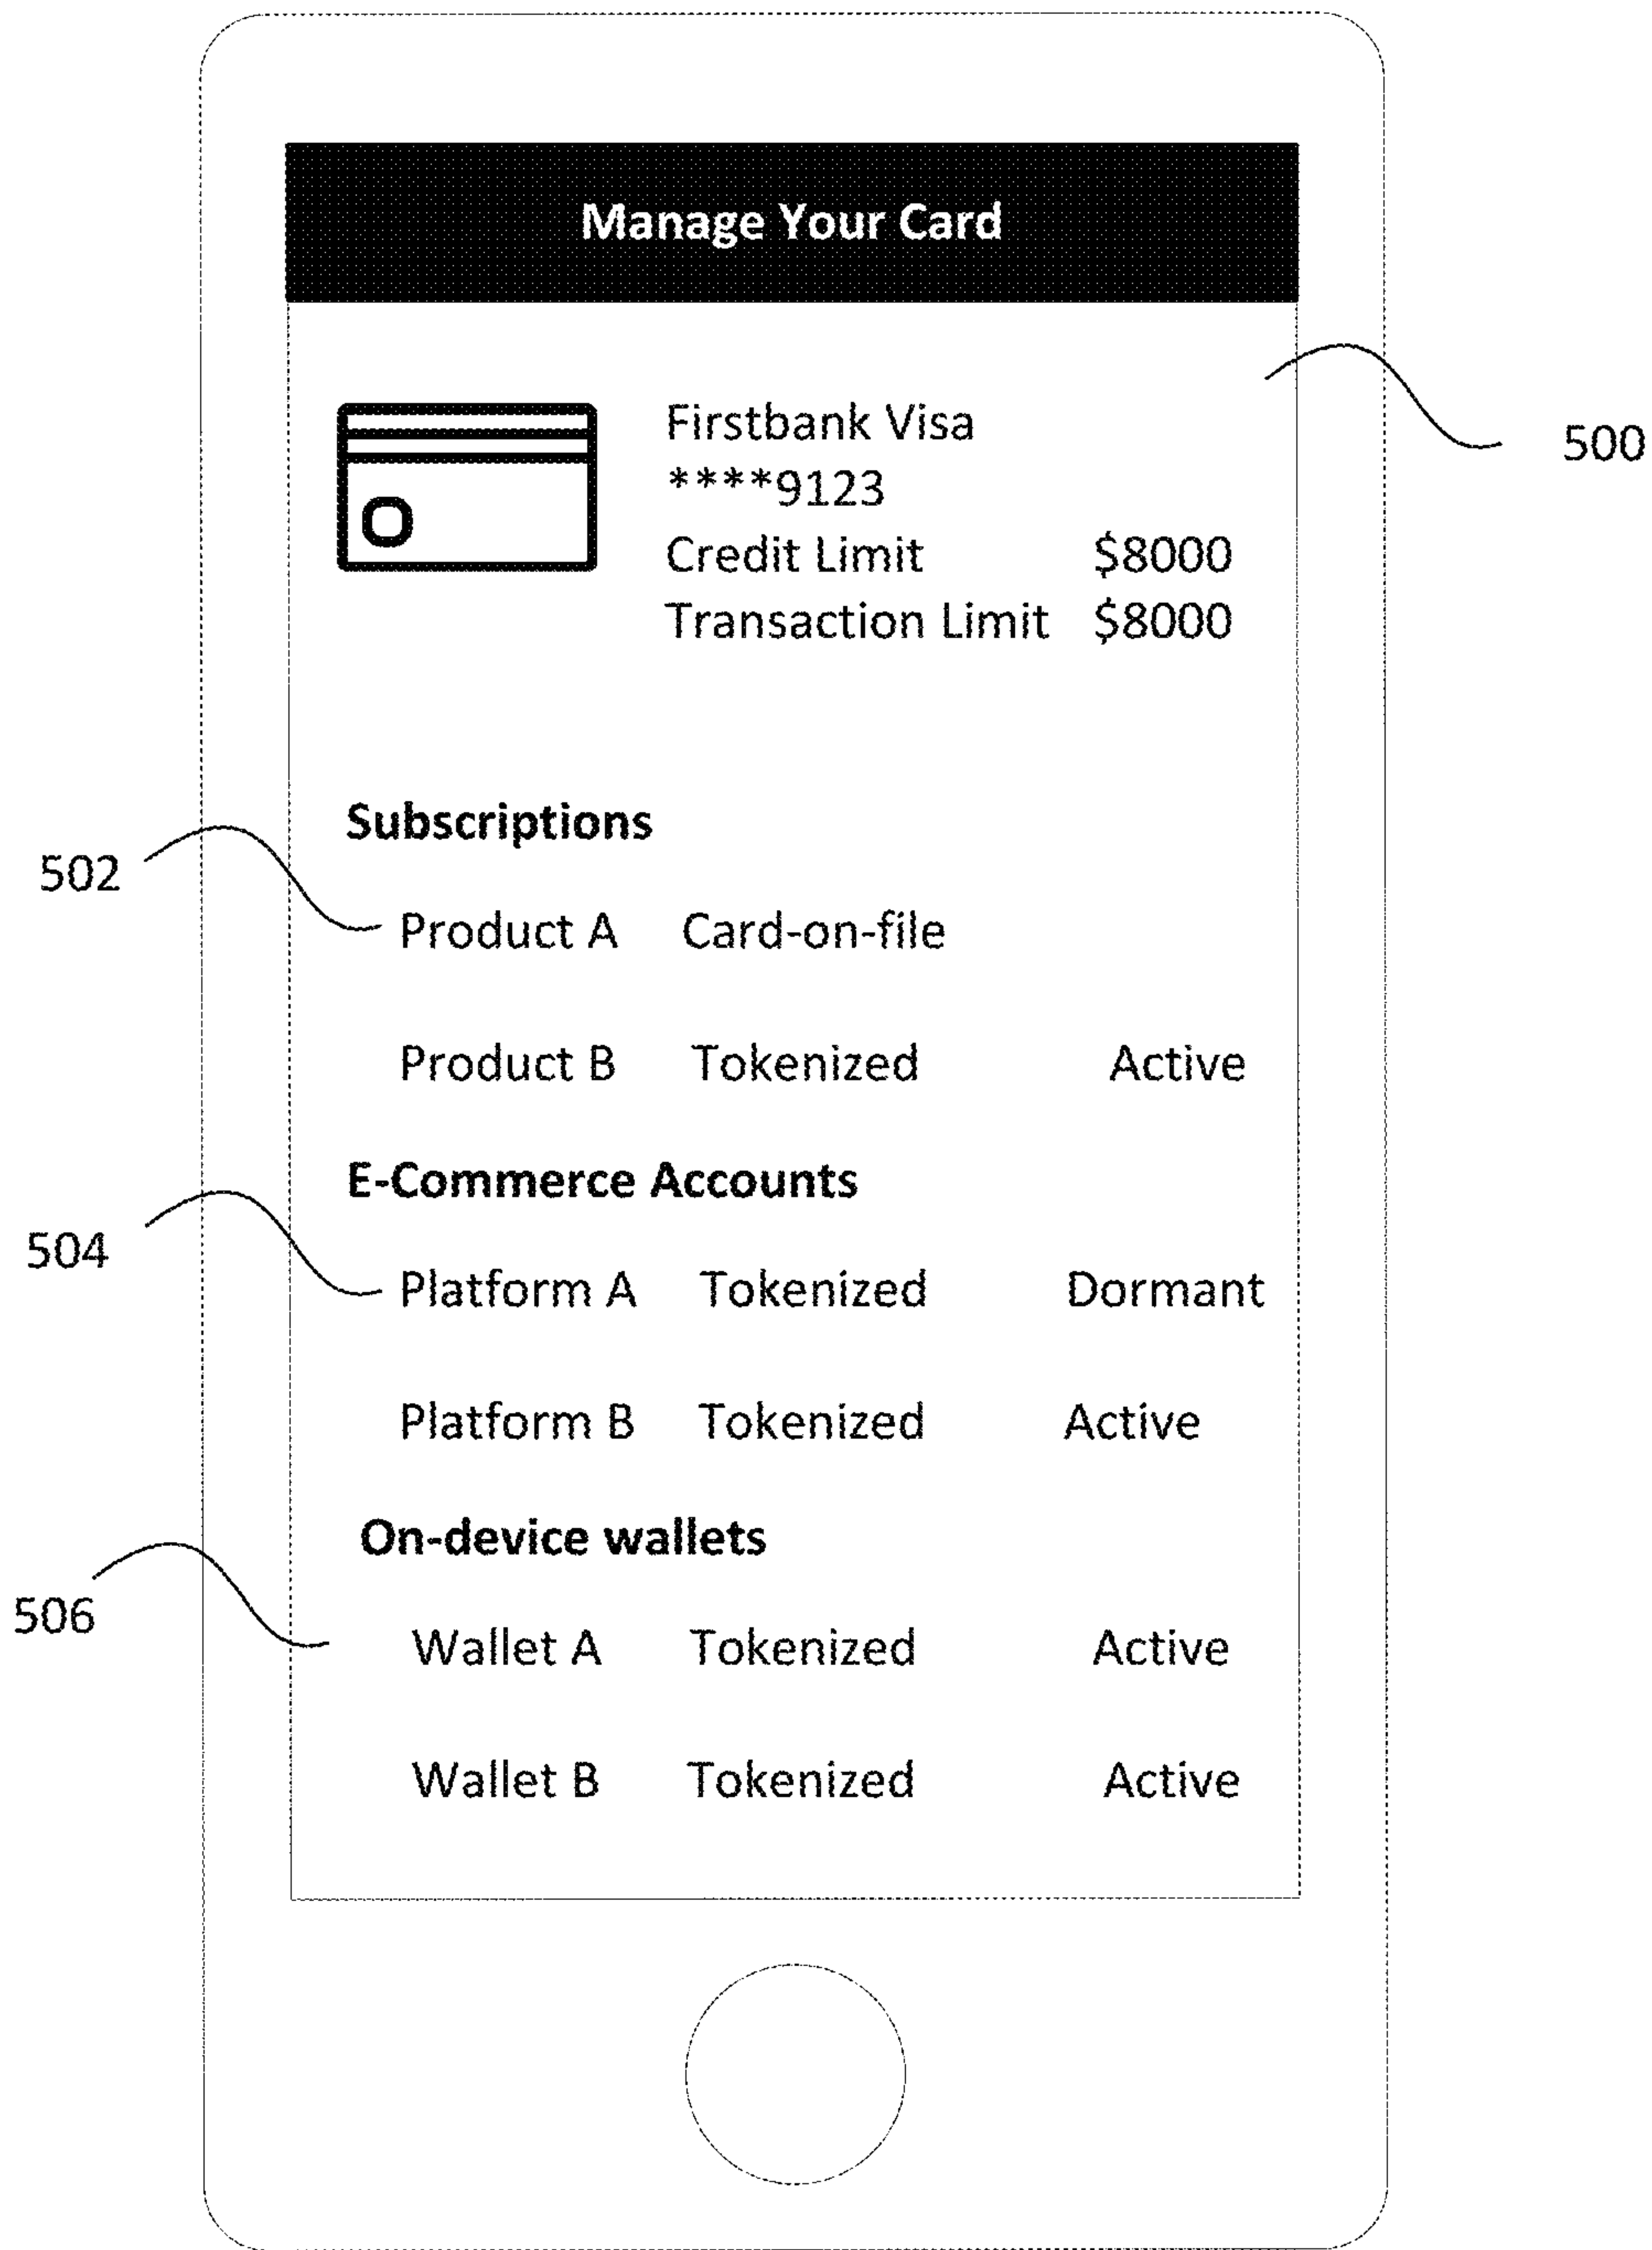 Manage Your Card
Firstbank Visa
500
****9123
Credit Limit $8000
Transaction Limit $8000
Subscriptions
502
Product A Card-on-file
Product B Tokenized Active
E-Commerce Accounts
504
Platform A Tokenized Dormant
Platform B Tokenized Active
On-device wallets
506
Wallet A Tokenized Active
Wallet B Tokenized Active